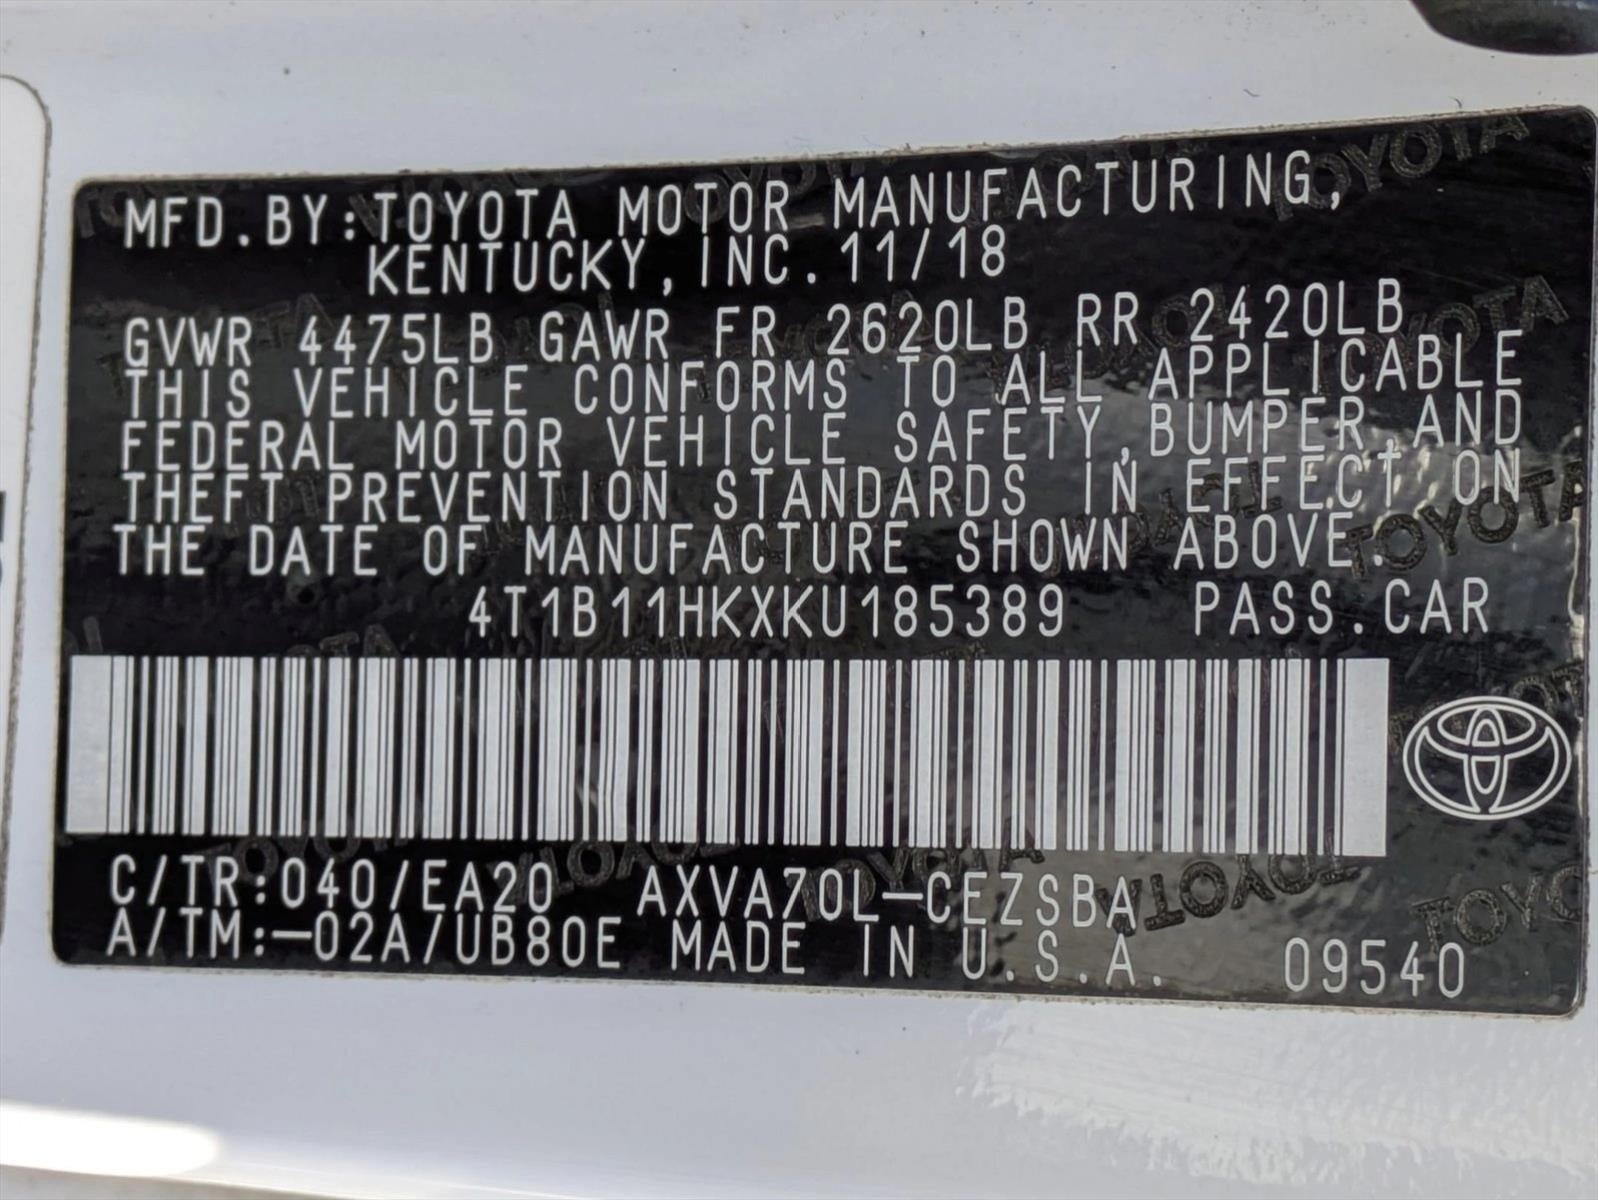 MFD.BY:TOYOTA MOTOR MANUFACTURING,
KENTUCKY, INC. 11/18
GVWR 4475LB GAWR FR 2620LB RR 2420LB
THIS VEHICLE CONFORMS TO ALL APPLICABLE
FEDERAL MOTOR VEHICLE SAFETY,BUMPER,AND
THEFT PREVENTION STANDARDS IN EFFECT ON
THE DATE OF MANUFACTURE SHOWN ABOVE.
4T1B11HKXKU185389 PASS.CAR
C/TR:040/EA20 AXVA70L-CEZSBA
A/TM:-02A/UB80E MADE IN U.S.A. 09540